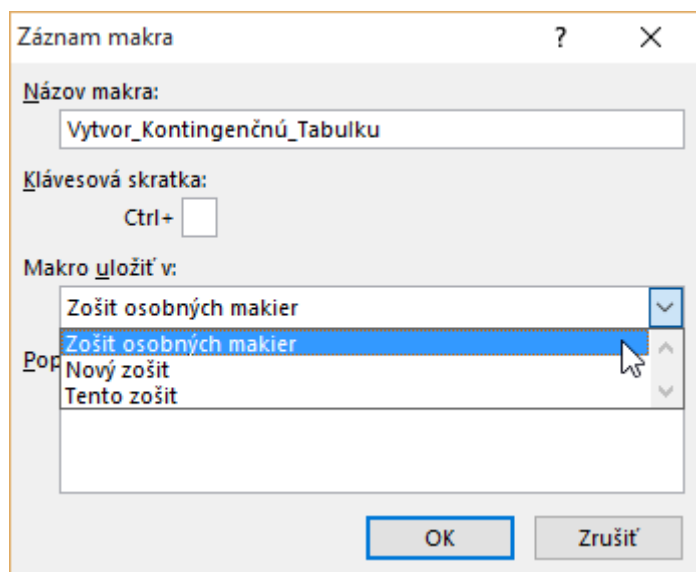 Záznam makra
?
Názov makra:
Vytvor_Kontingenčnú_Tabulku
Klávesová skratka:
Ctrl+
Makro uložiť v:
Zošit osobných makier
Zošit osobných makier
Pop
Nový zošit
Tento zošit
OK
Zrušiť